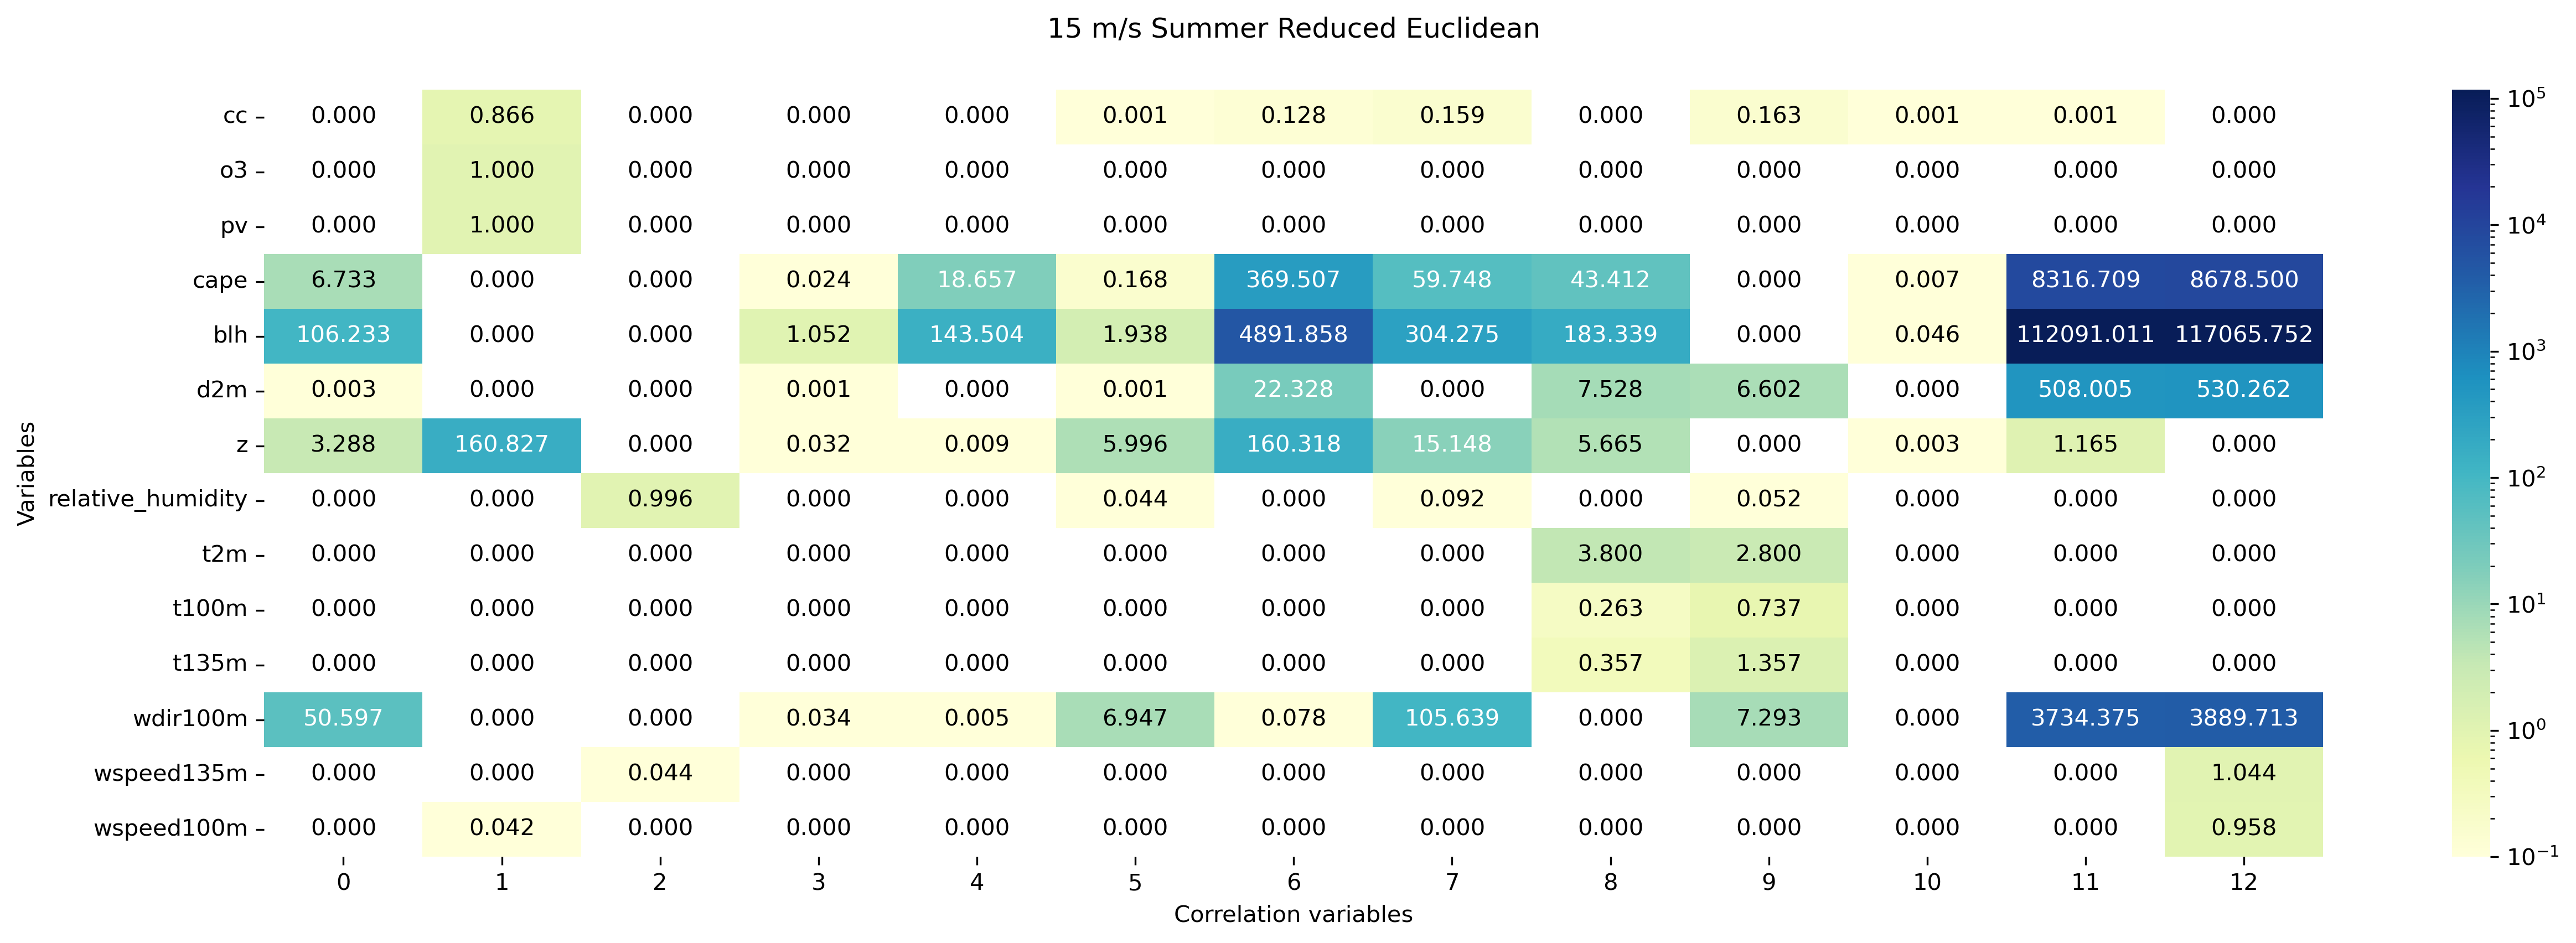 15 m/s Summer Reduced Euclidean
cc 0.000 0.866 0.000 0.000 0.000 0.001 0.128 0.159 0.000 0.163 0.001 0.001 0.000
o3 0.000 1.000 0.000 0.000 0.000 0.000 0.000 0.000 0.000 0.000 0.000 0.000 0.000
pv 0.000 1.000 0.000 0.000 0.000 0.000 0.000 0.000 0.000 0.000 0.000 0.000 0.000
cape 6.733 0.000 0.000 0.024 18.657 0.168 369.507 59.748 43.412 0.000 0.007 8316.709 8678.500
blh 106.233 0.000 0.000 1.052 143.504 1.938 4891.858 304.275 183.339 0.000 0.046 112091.011 117065.752
d2m 0.003 0.000 0.000 0.001 0.000 0.001 22.328 0.000 7.528 6.602 0.000 508.005 530.262
z 3.288 160.827 0.000 0.032 0.009 5.996 160.318 15.148 5.665 0.000 0.003 1.165 0.000
relative_humidity 0.000 0.000 0.996 0.000 0.000 0.044 0.000 0.092 0.000 0.052 0.000 0.000 0.000
t2m 0.000 0.000 0.000 0.000 0.000 0.000 0.000 0.000 3.800 2.800 0.000 0.000 0.000
t100m 0.000 0.000 0.000 0.000 0.000 0.000 0.000 0.000 0.263 0.737 0.000 0.000 0.000
t135m 0.000 0.000 0.000 0.000 0.000 0.000 0.000 0.000 0.357 1.357 0.000 0.000 0.000
wdir100m 50.597 0.000 0.000 0.034 0.005 6.947 0.078 105.639 0.000 7.293 0.000 3734.375 3889.713
wspeed135m 0.000 0.000 0.044 0.000 0.000 0.000 0.000 0.000 0.000 0.000 0.000 0.000 1.044
wspeed100m 0.000 0.042 0.000 0.000 0.000 0.000 0.000 0.000 0.000 0.000 0.000 0.000 0.958
0 1 2 3 4 5 6 7 8 9 10 11 12
Correlation variables
Variables
10⁵
10⁴
10³
10²
10¹
10⁰
10⁻¹